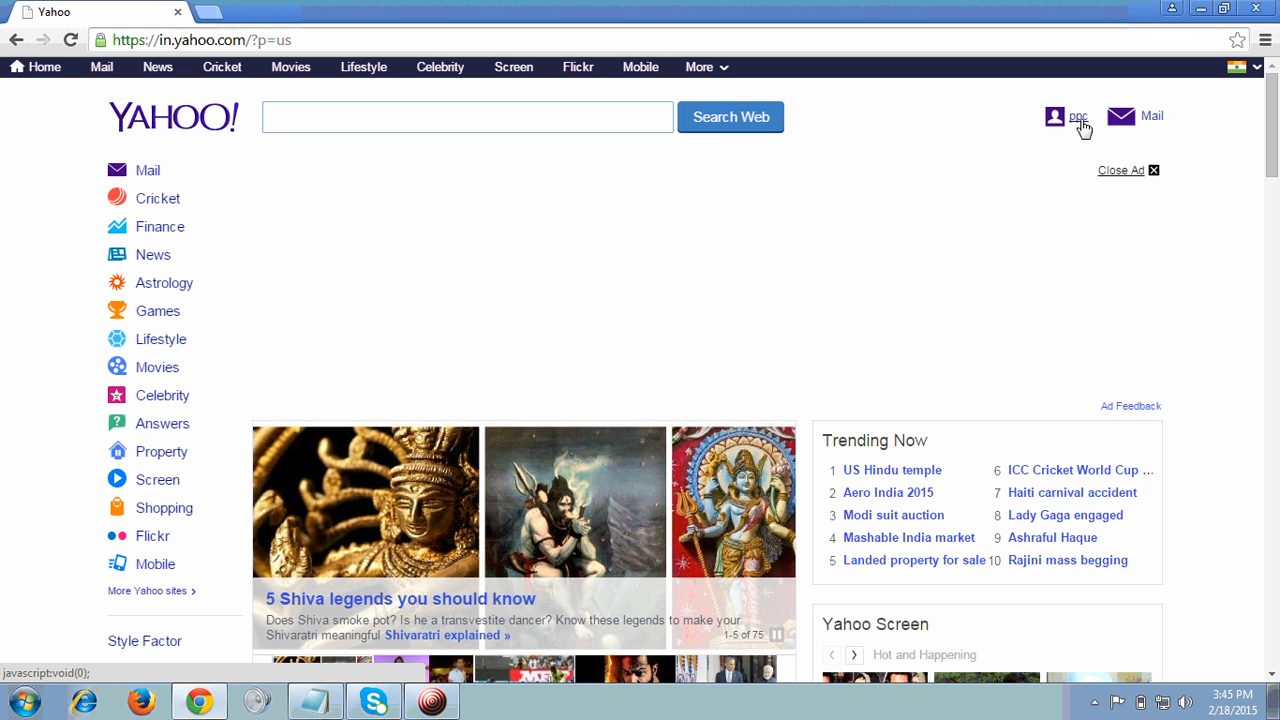 Yahoo
https://in.yahoo.com/?p=us
Home Mail News Cricket Movies Lifestyle Celebrity Screen Flickr Mobile More
YAHOO!
Search Web
ppc
Mail
Close Ad
Mail
Cricket
Finance
News
Astrology
Games
Lifestyle
Movies
Celebrity
Answers
Property
Screen
Shopping
Flickr
Mobile
More Yahoo sites
Style Factor
Ad Feedback
5 Shiva legends you should know
Does Shiva smoke pot? Is he a transvestite dancer? Know these legends to make your
Shivaratri meaningful Shivaratri explained »
1-5 of 75
Trending Now
1 US Hindu temple
2 Aero India 2015
3 Modi suit auction
4 Mashable India market
5 Landed property for sale
6 ICC Cricket World Cup ...
7 Haiti carnival accident
8 Lady Gaga engaged
9 Ashraful Haque
10 Rajini mass begging
Yahoo Screen
Hot and Happening
javascript:void(0);
3:45 PM
2/18/2015